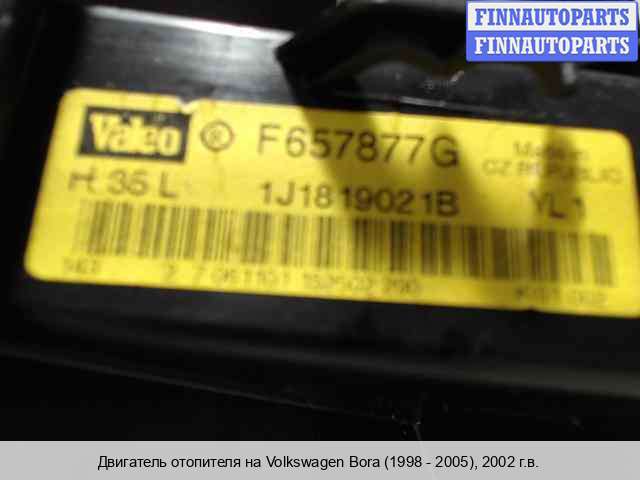 FINNAUTOPARTS
FINNAUTOPARTS
Valeo ® F657877G Made in
CZ REPUBLIC
H 35 L 1J1819021B YL 1
Двигатель отопителя на Volkswagen Bora (1998 - 2005), 2002 г.в.